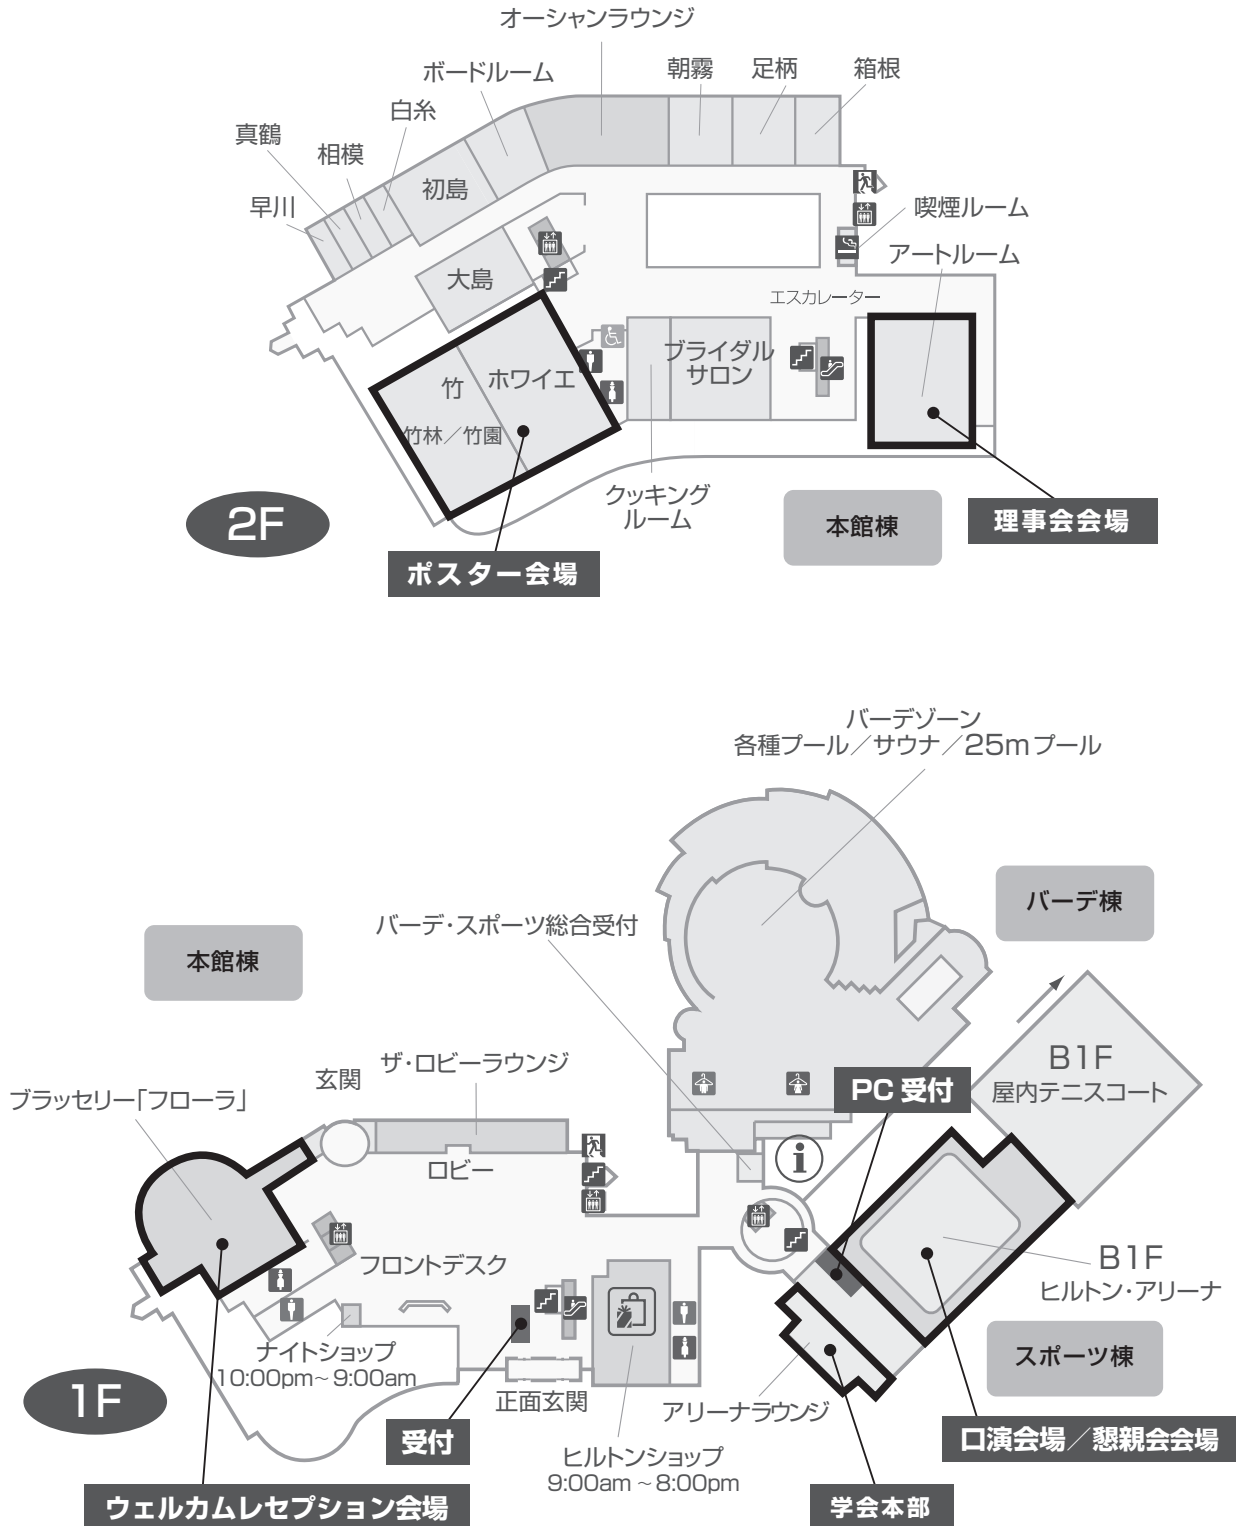 オーシャンラウンジ
ボードルーム
朝霧
足柄
箱根
白糸
真鶴
相模
初島
早川
喫煙ルーム
アートルーム
大島
エスカレーター
ブライダル
サロン
竹
ホワイエ
竹林／竹園
クッキング
ルーム
2F
本館棟
理事会会場
ポスター会場
バーデゾーン
各種プール／サウナ／25mプール
バーデ棟
バーデ・スポーツ総合受付
本館棟
ザ・ロビーラウンジ
玄関
B1F
屋内テニスコート
PC 受付
ブラッセリー「フローラ」
ロビー
i
フロントデスク
B1F
ヒルトン・アリーナ
ナイトショップ
10:00pm～9:00am
スポーツ棟
1F
正面玄関
アリーナラウンジ
受付
口演会場／懇親会会場
ヒルトンショップ
9:00am～8:00pm
ウェルカムレセプション会場
学会本部